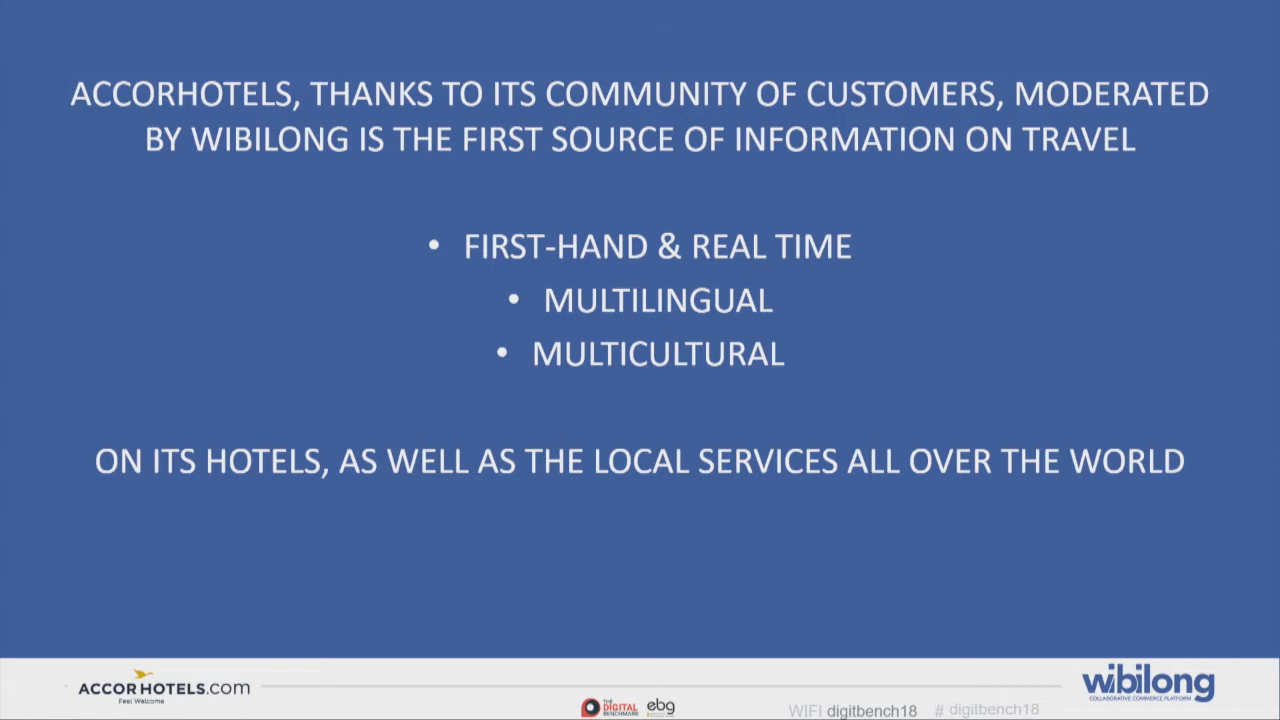 ACCORHOTELS, THANKS TO ITS COMMUNITY OF CUSTOMERS, MODERATED
BY WIBILONG IS THE FIRST SOURCE OF INFORMATION ON TRAVEL
• FIRST-HAND & REAL TIME
• MULTILINGUAL
• MULTICULTURAL
ON ITS HOTELS, AS WELL AS THE LOCAL SERVICES ALL OVER THE WORLD
ACCORHOTELS.com
Feel Welcome
THE
DIGITAL
BENCHMARK
ebg
WIFI digitbench18 # digitbench18
wibilong
COLLABORATIVE COMMERCE PLATFORM